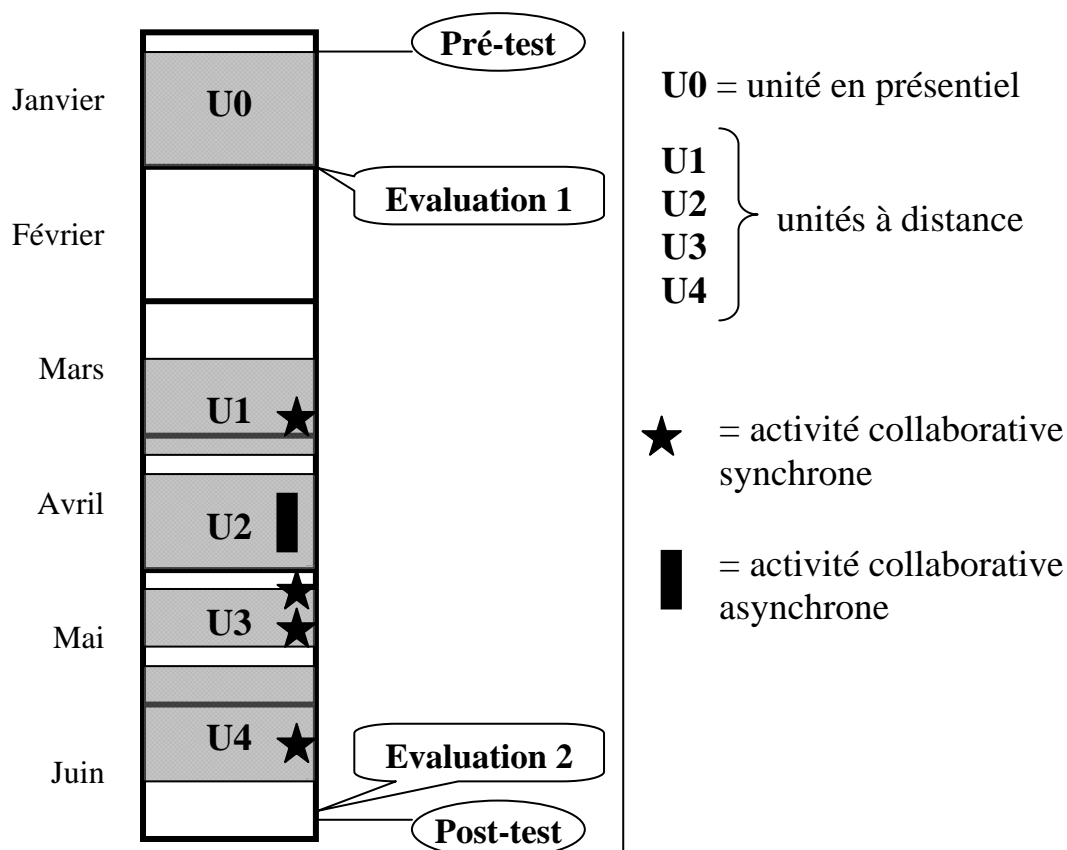 Pré-test
Janvier
U0
Evaluation 1
Février
Mars
U1
Avril
U2
Mai
U3
U4
Evaluation 2
Juin
Post-test
U0 = unité en présentiel
U1
U2
U3
U4
unités à distance
= activité collaborative
synchrone
= activité collaborative
asynchrone